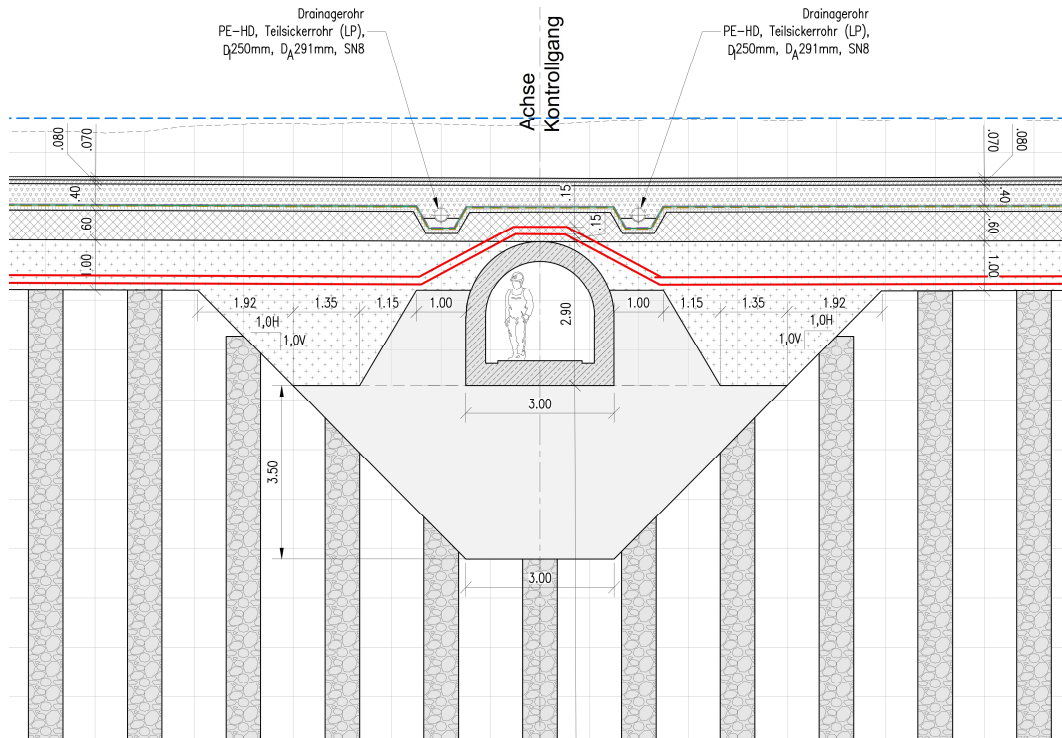 Drainagerohr
PE-HD, Teilsickerrohr (LP),
DI250mm, DA291mm, SN8
Achse
Kontrollgang
Drainagerohr
PE-HD, Teilsickerrohr (LP),
DI250mm, DA291mm, SN8
.080
.070
.40
.60
1.00
.15
.15
.070
.080
.40
.60
1.00
1.92
1.35
1.15
1.00
2.90
1.00
1.15
1.35
1.92
1,0H
1,0V
1,0H
1,0V
3.00
3.50
3.00